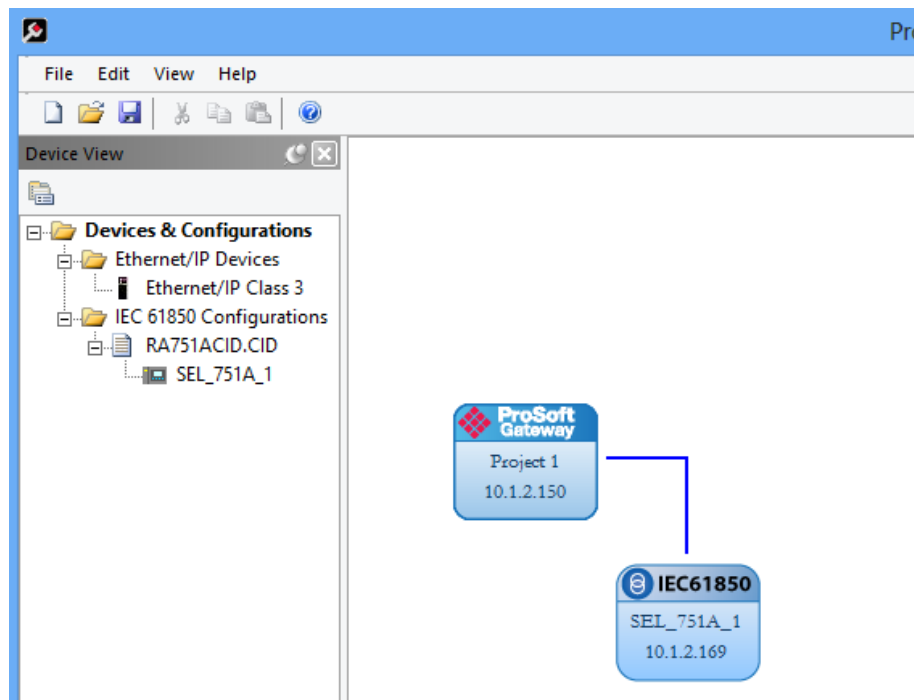 Pro
File Edit View Help
Device View
Devices & Configurations
Ethernet/IP Devices
Ethernet/IP Class 3
IEC 61850 Configurations
RA751ACID.CID
SEL_751A_1
ProSoft
Gateway
Project 1
10.1.2.150
IEC61850
SEL_751A_1
10.1.2.169